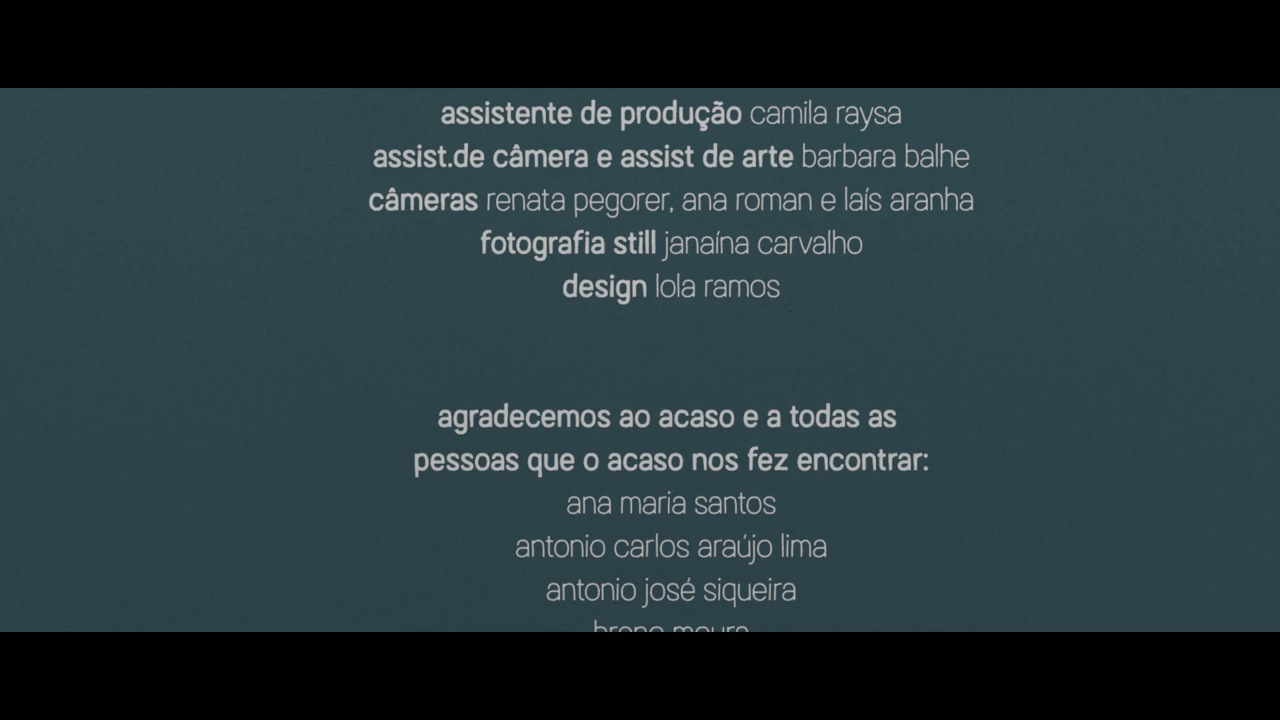 assistente de produção camila raysa
assist.de câmera e assist de arte barbara balhe
câmeras renata pegorer, ana roman e laís aranha
fotografia still janaína carvalho
design lola ramos
agradecemos ao acaso e a todas as
pessoas que o acaso nos fez encontrar:
ana maria santos
antonio carlos araújo lima
antonio josé siqueira